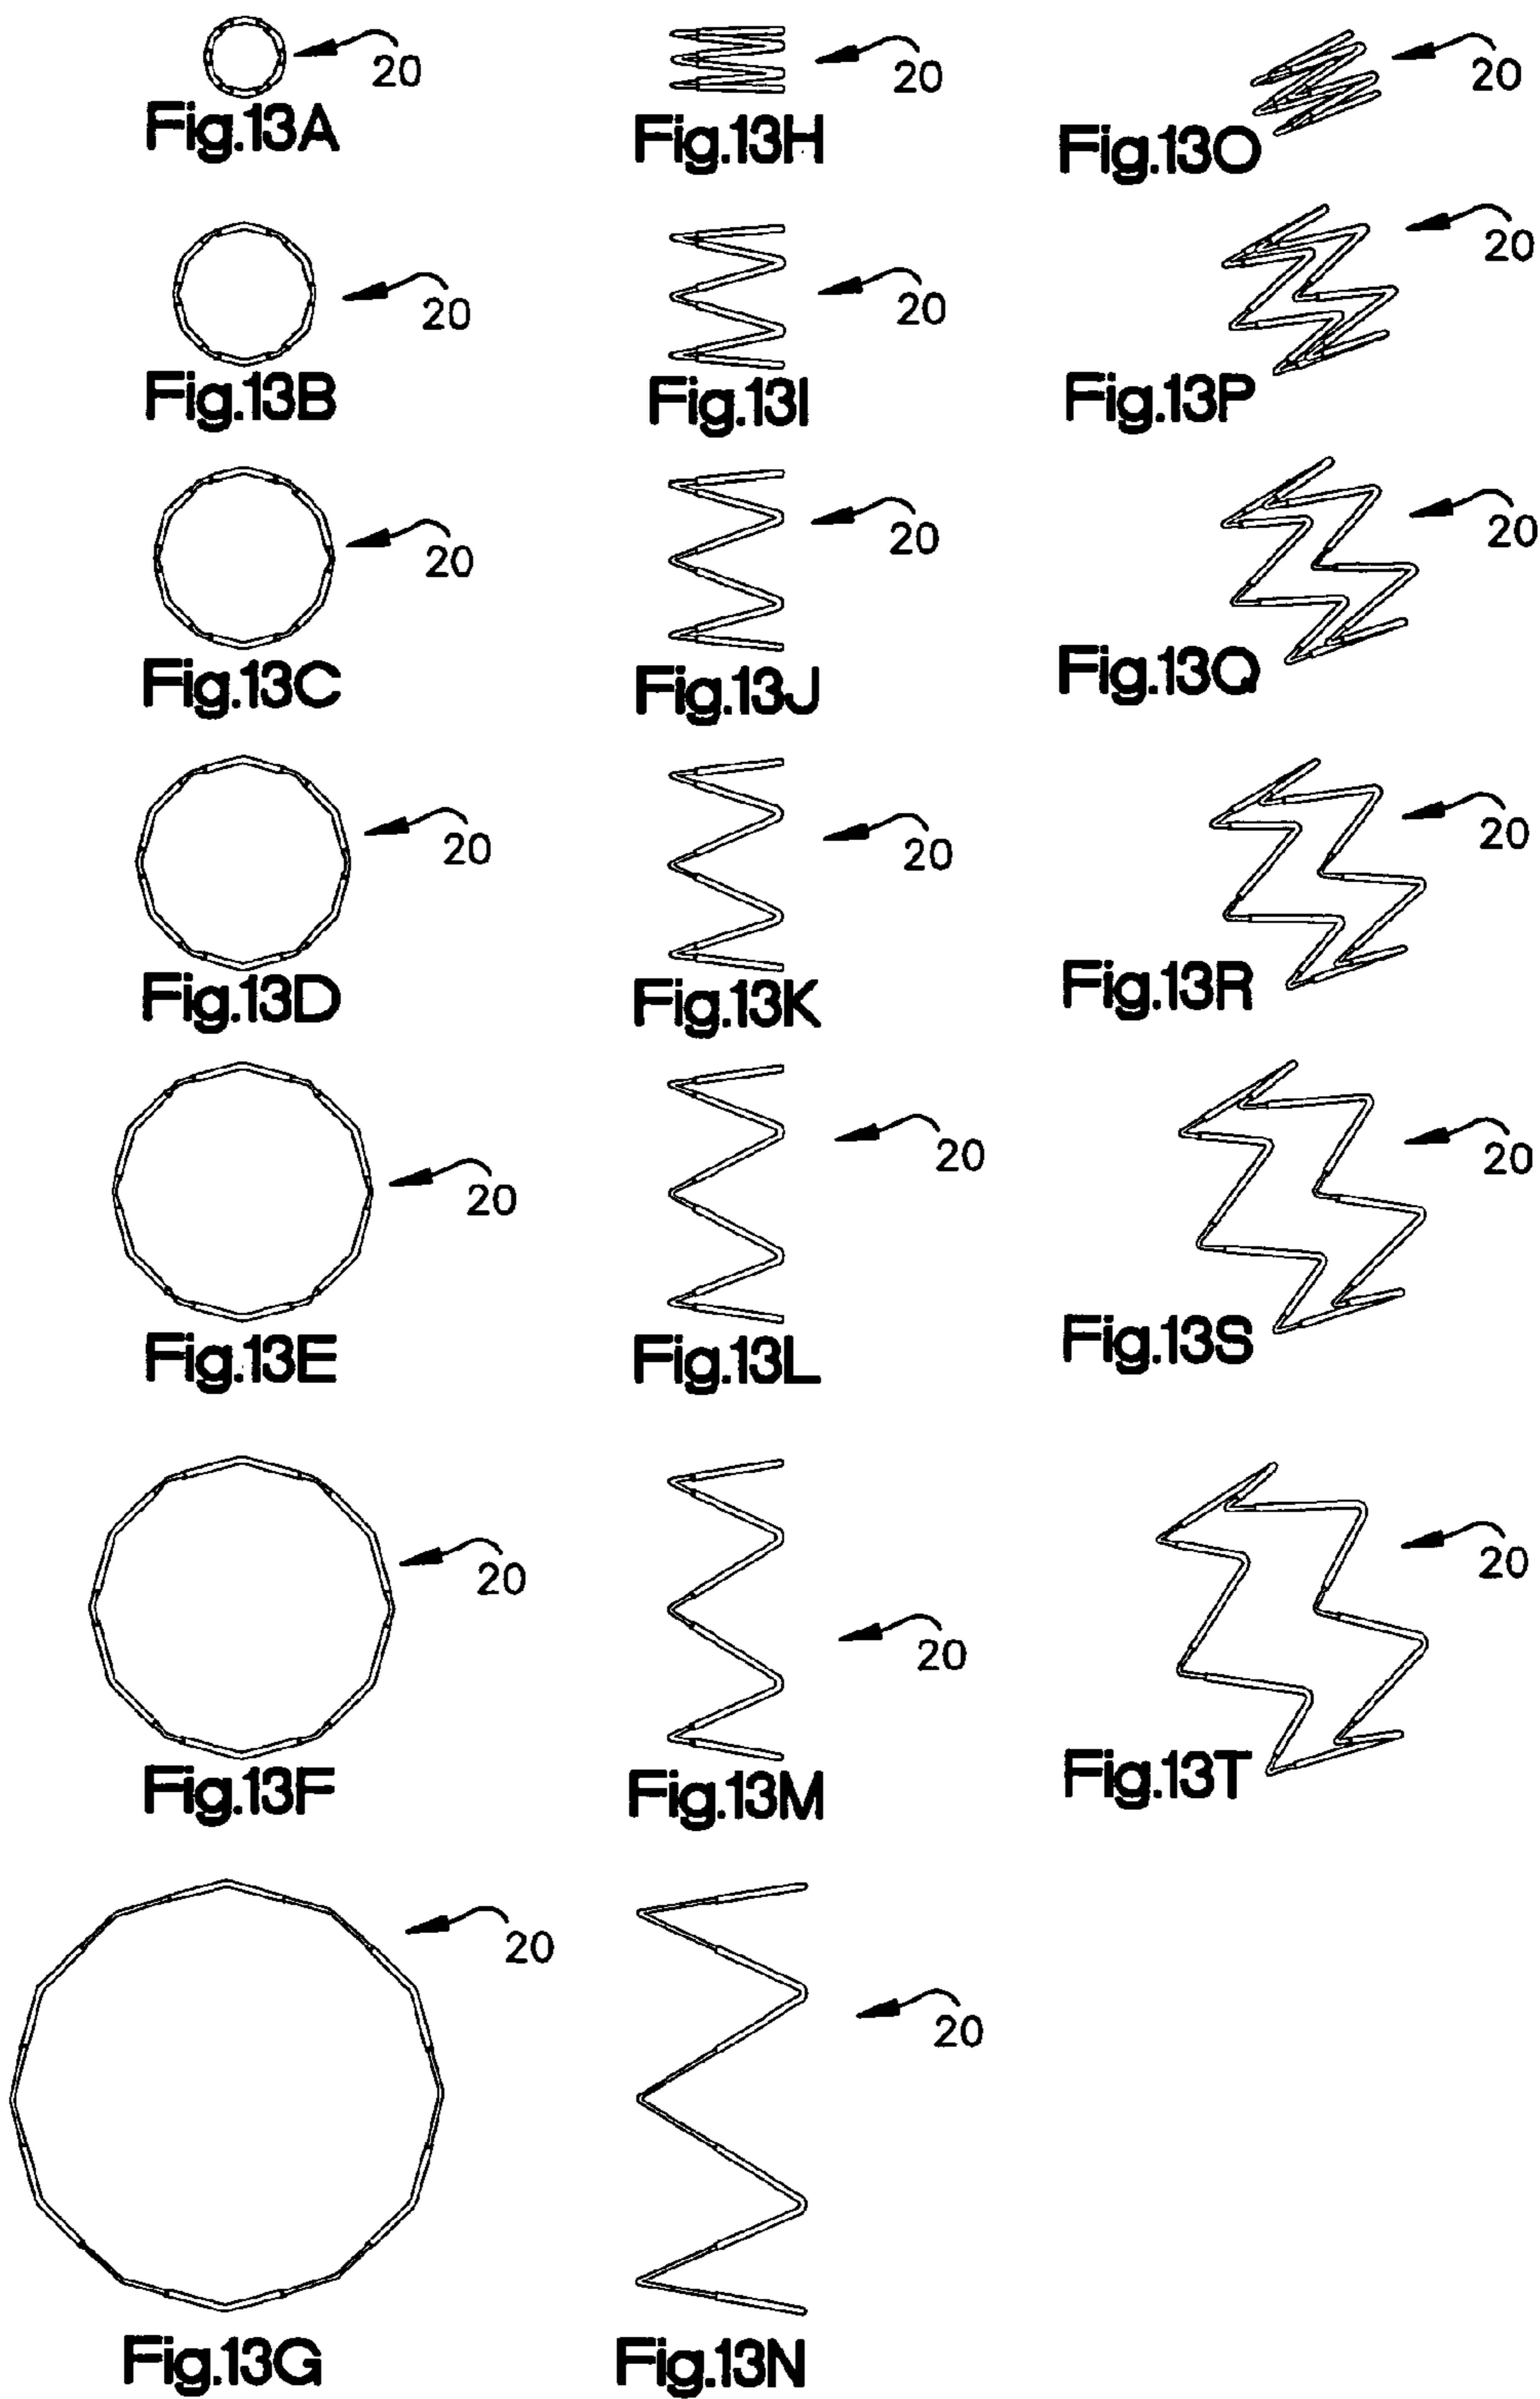 20 20 20
Fig.13A Fig.13H Fig.13O
20 20 20
Fig.13B Fig.13I Fig.13P
20 20 20
Fig.13C Fig.13J Fig.13Q
20 20 20
Fig.13D Fig.13K Fig.13R
20 20 20
Fig.13E Fig.13L Fig.13S
20 20 20
Fig.13F Fig.13M Fig.13T
20 20
Fig.13G Fig.13N